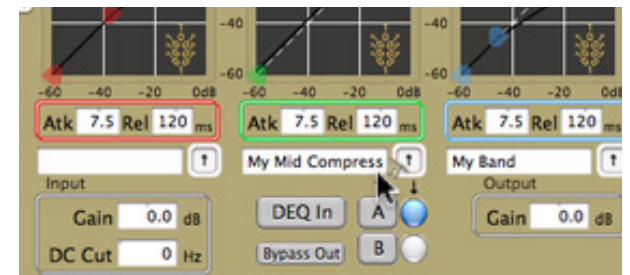 -40 -40
-60 -60
-60 -40 -20 0dB -60 -40 -20 0dB -60 -40 -20 0d
Atk 7.5 Rel 120 ms Atk 7.5 Rel 120 ms Atk 7.5 Rel 120 ms
↑ My Mid Compress ↑ My Band ↑
Input ↓ Output
Gain 0.0 dB DEQ In A Gain 0.0 dB
DC Cut 0 Hz Bypass Out B